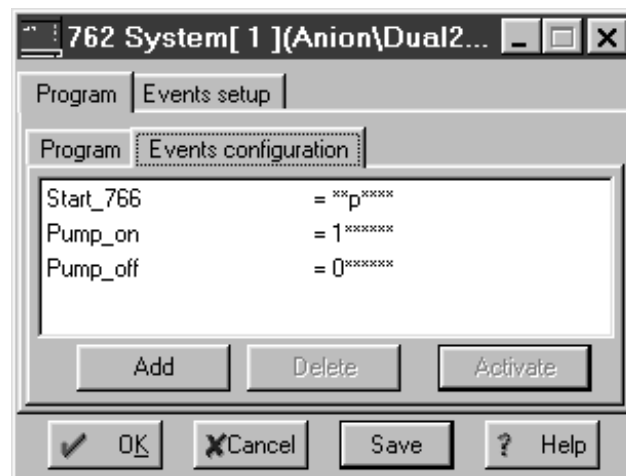 762 System[ 1 ](Anion\Dual2...
Program Events setup
Program Events configuration
Start_766 = **p****
Pump_on = 1******
Pump_off = 0******
Add Delete Activate
OK Cancel Save ? Help